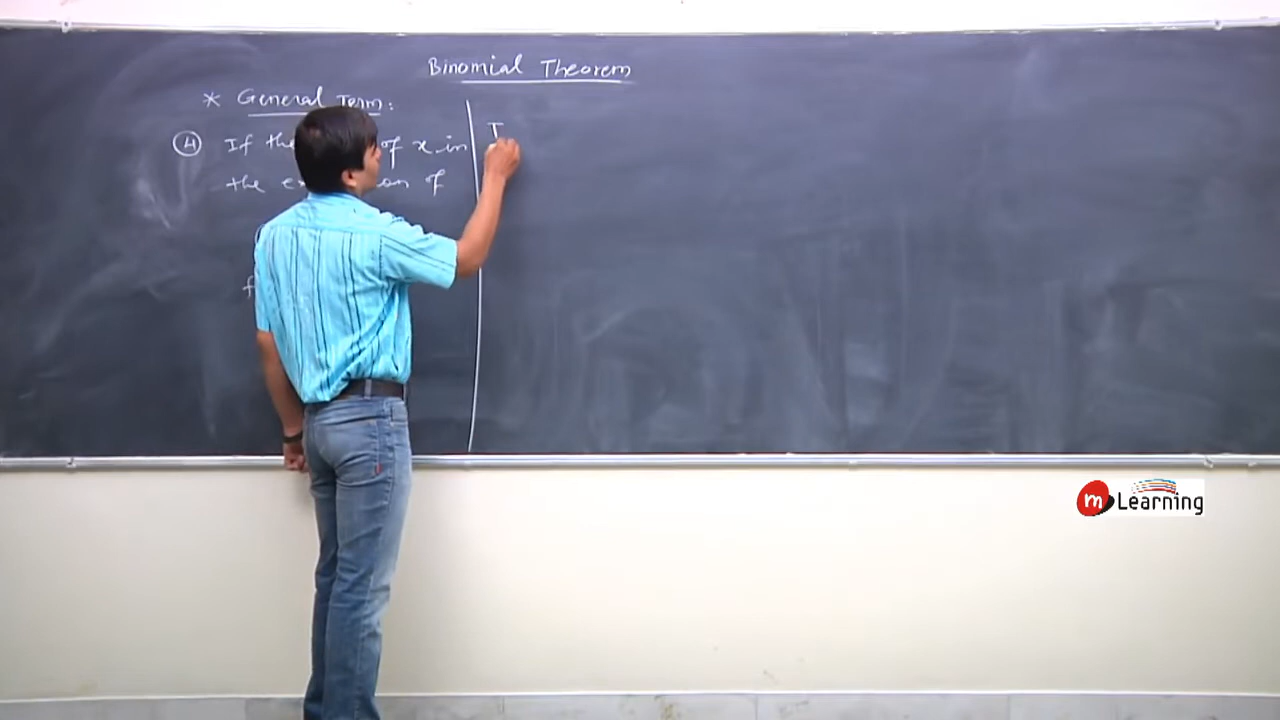 Binomial Theorem
* General Term:
④ If the of x in
the of
T
m Learning